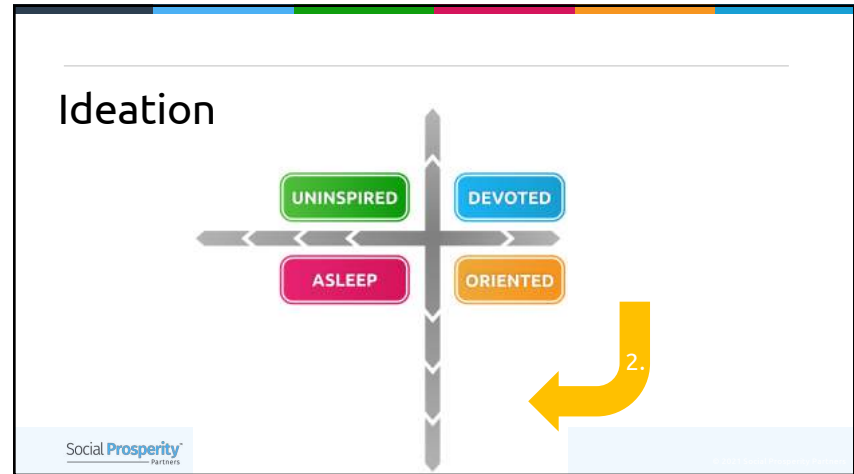 Ideation
UNINSPIRED
DEVOTED
ASLEEP
ORIENTED
2.
Social Prosperity
Partners